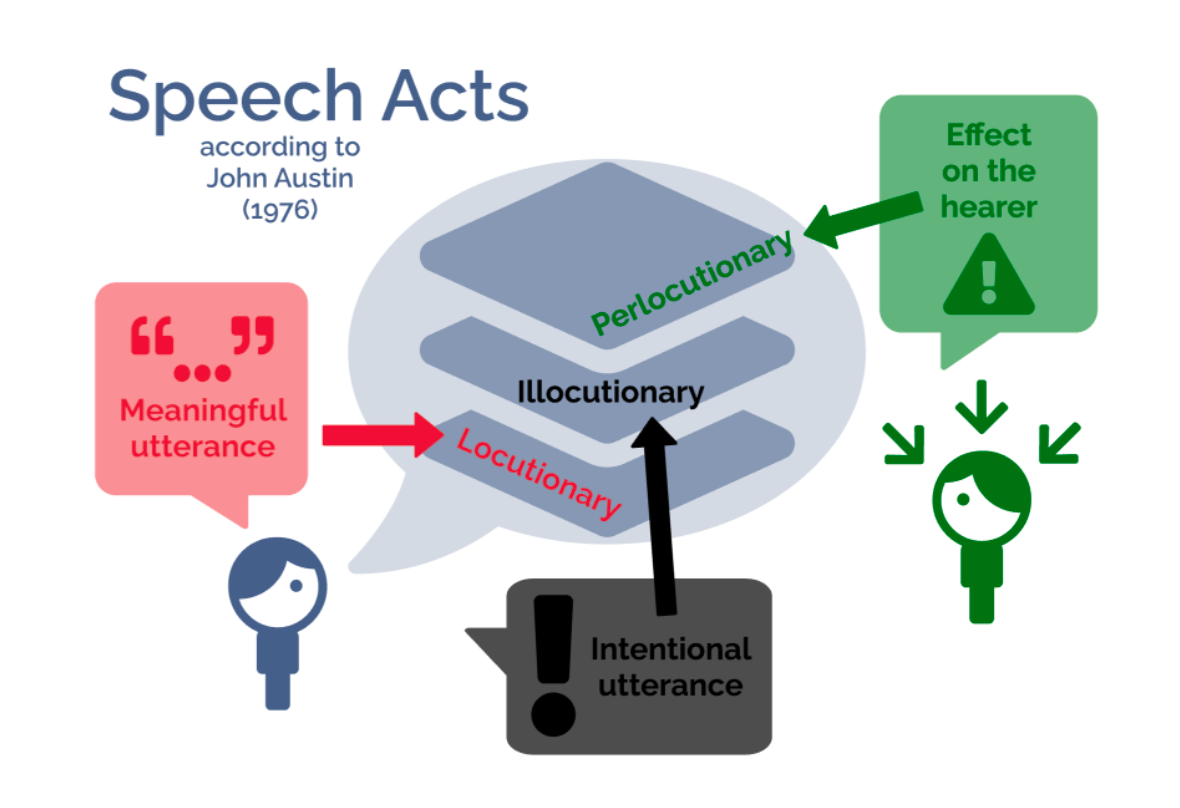 Speech Acts
according to
John Austin
(1976)
Effect
on the
hearer
!
Perlocutionary
“ ”
...
Meaningful
utterance
Illocutionary
Locutionary
!
Intentional
utterance